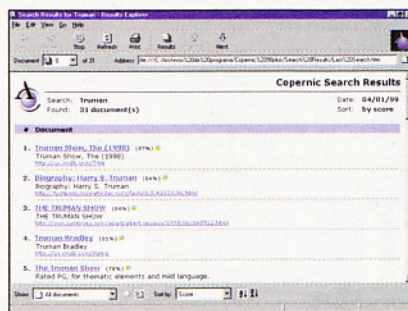 Search Results for Truman - Results Explorer
File Edit View Go Help
Stop Refresh Print Results Next
Document of 31 Address
Copernic Search Results
Search: Truman Date: 04/01/99
Found: 31 document(s) Sort: by score
# Document
1. Truman Show, The (1998) (87%)
Truman Show, The (1998)
2. Biography: Harry S. Truman (84%)
Biography: Harry S. Truman
3. THE TRUMAN SHOW (84%)
THE TRUMAN SHOW
4. Truman Bradley
Truman Bradley
5. The Truman Show (78%)
Rated PG, for thematic elements and mild language.
Show: All documents Sort by: Score